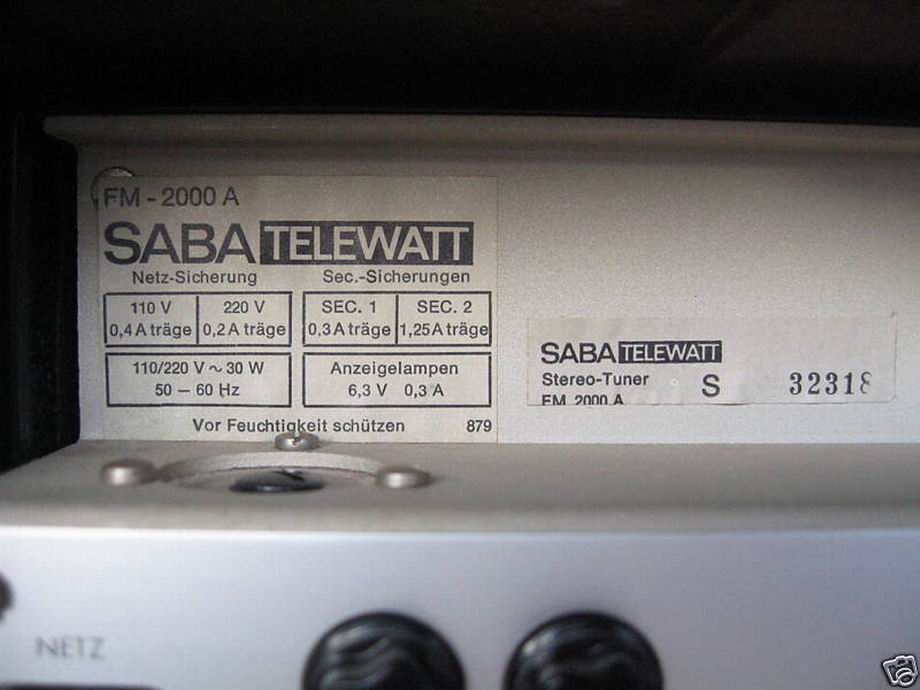 FM - 2000 A
SABA TELEWATT
Netz-Sicherung Sec.-Sicherungen
110 V 220 V SEC. 1 SEC. 2
0,4 A träge 0,2 A träge 0,3 A träge 1,25 A träge
110/220 V ~ 30 W Anzeigelampen
50 – 60 Hz 6,3 V 0,3 A
Vor Feuchtigkeit schützen 879
SABA TELEWATT
Stereo-Tuner S 32318
FM 2000 A
NETZ